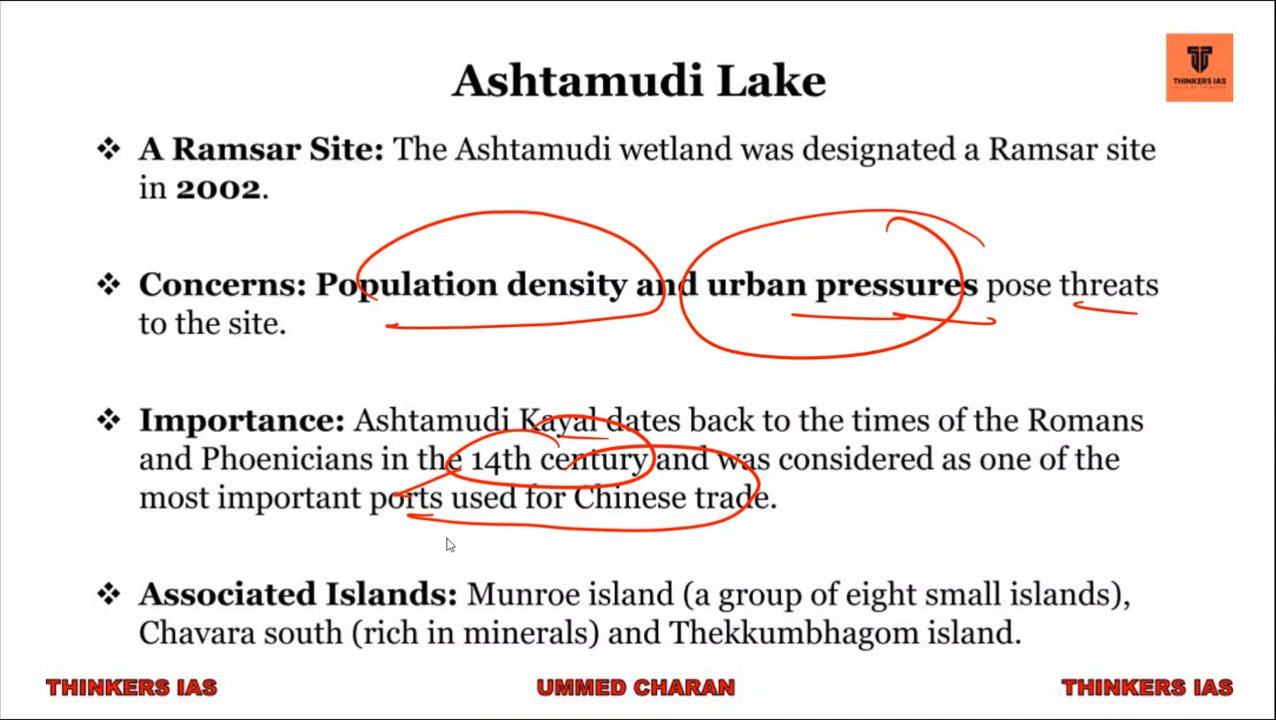 Ashtamudi Lake
THINKERS IAS
❖ A Ramsar Site: The Ashtamudi wetland was designated a Ramsar site
in 2002.
❖ Concerns: Population density and urban pressures pose threats
to the site.
❖ Importance: Ashtamudi Kayal dates back to the times of the Romans
and Phoenicians in the 14th century and was considered as one of the
most important ports used for Chinese trade.
❖ Associated Islands: Munroe island (a group of eight small islands),
Chavara south (rich in minerals) and Thekkumbhagom island.
THINKERS IAS UMMED CHARAN THINKERS IAS